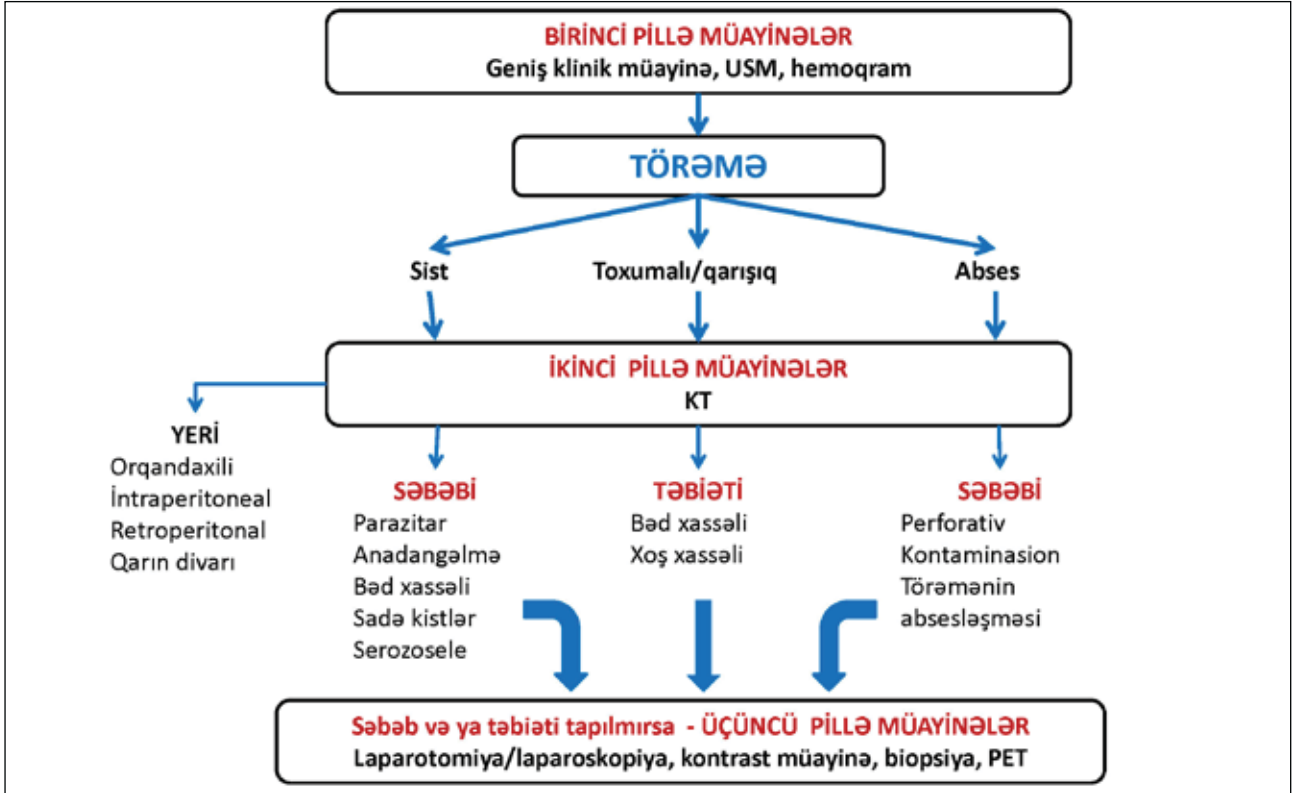 BİRİNCİ PİLLƏ MÜAYİNƏLƏR
Geniş klinik müayinə, USM, hemoqram
TÖRƏMƏ
Sist
Toxumalı/qarışıq
Abses
İKİNCİ PİLLƏ MÜAYİNƏLƏR
KT
YERİ
Orqandaxili
İntraperitoneal
Retroperitonal
Qarın divarı
SƏBƏBİ
Parazitar
Anadangəlmə
Bəd xassəli
Sadə kistlər
Serozosele
TƏBİƏTİ
Bəd xassəli
Xoş xassəli
SƏBƏBİ
Perforativ
Kontaminasion
Törəmənin
absesləşməsi
Səbəb və ya təbiəti tapılmırsa - ÜÇÜNCÜ PİLLƏ MÜAYİNƏLƏR
Laparotomiya/laparoskopiya, kontrast müayinə, biopsiya, PET